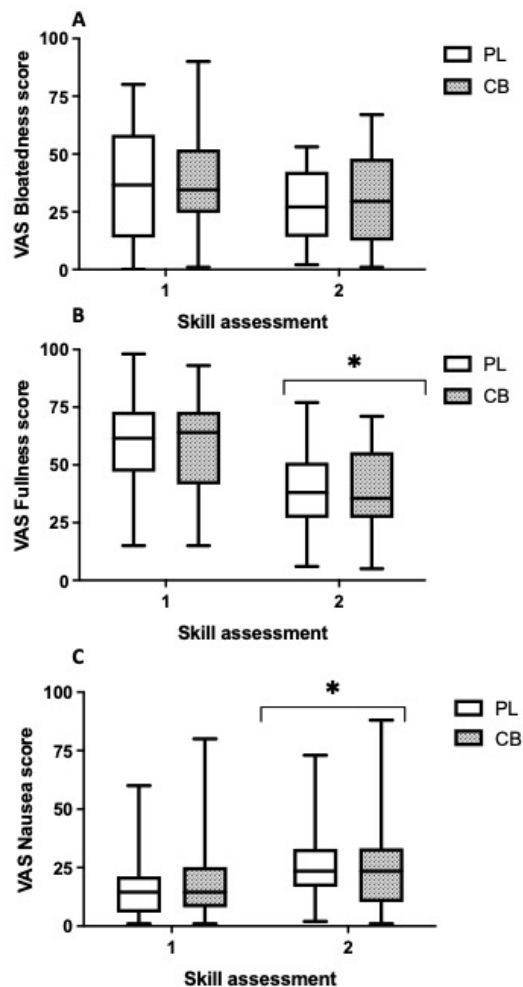 A
100
75
50
25
0
VAS Bloatedness score
1 2
Skill assessment
PL
CB
B
100
75
50
25
0
VAS Fullness score
*
1 2
Skill assessment
PL
CB
C
100
75
50
25
0
VAS Nausea score
*
1 2
Skill assessment
PL
CB